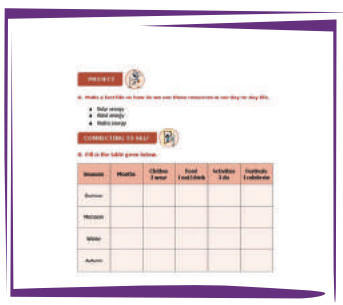 PROJECT
A. Make a fact file on how do we use these resources in our day-to-day life.
Solar energy
Wind energy
Hydro energy
CONNECTING TO SELF
B. Fill in the table given below.
Seasons Months Clothes I wear Food I eat/drink Activities I do Festivals I celebrate
Summer
Monsoon
Winter
Autumn